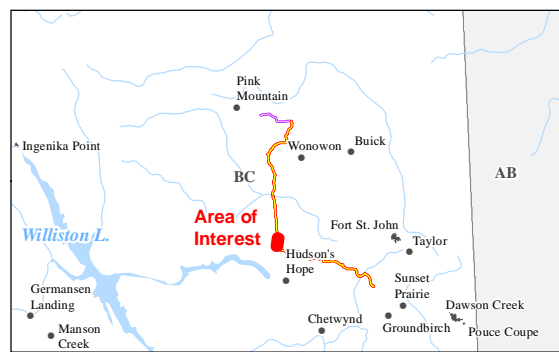 Pink
Mountain
Ingenika Point
Wonowon
Buick
BC
AB
Area of
Interest
Williston L.
Fort St. John
Taylor
Hudson's
Hope
Germansen
Landing
Sunset
Prairie
Dawson Creek
Manson
Creek
Chetwynd
Groundbirch
Pouce Coupe